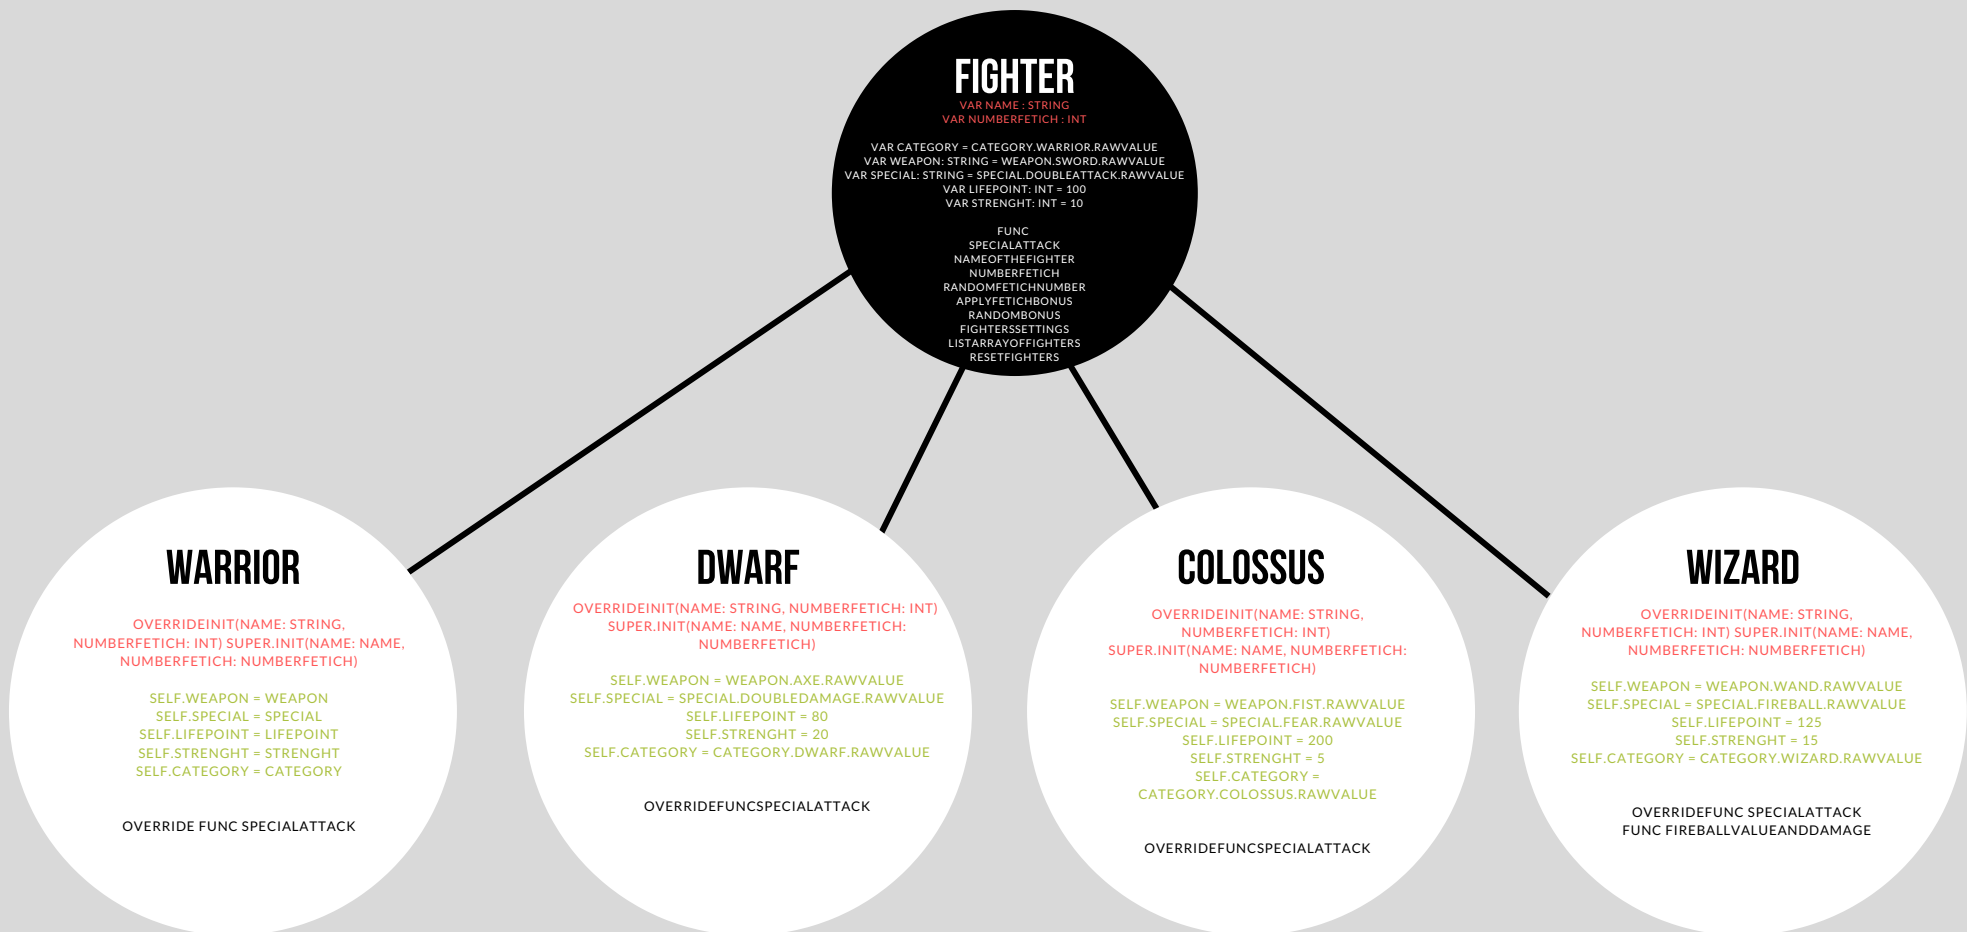 FIGHTER
VAR NAME : STRING
VAR NUMBERFETICH : INT
VAR CATEGORY = CATEGORY.WARRIOR.RAWVALUE
VAR WEAPON: STRING = WEAPON.SWORD.RAWVALUE
VAR SPECIAL: STRING = SPECIAL.DOUBLEATTACK.RAWVALUE
VAR LIFEPOINT: INT = 100
VAR STRENGHT: INT = 10
FUNC
SPECIALATTACK
NAMEOFTHEFIGHTER
NUMBERFETICH
RANDOMFETICHNUMBER
APPLYFETICHBONUS
RANDOMBONUS
FIGHTERSSETTINGS
LISTARRAYOFFIGHTERS
RESETFIGHTERS
WARRIOR
OVERRIDEINIT(NAME: STRING,
NUMBERFETICH: INT) SUPER.INIT(NAME: NAME,
NUMBERFETICH: NUMBERFETICH)
SELF.WEAPON = WEAPON
SELF.SPECIAL = SPECIAL
SELF.LIFEPOINT = LIFEPOINT
SELF.STRENGHT = STRENGHT
SELF.CATEGORY = CATEGORY
OVERRIDE FUNC SPECIALATTACK
DWARF
OVERRIDEINIT(NAME: STRING, NUMBERFETICH: INT)
SUPER.INIT(NAME: NAME, NUMBERFETICH:
NUMBERFETICH)
SELF.WEAPON = WEAPON.AXE.RAWVALUE
SELF.SPECIAL = SPECIAL.DOUBLEDAMAGE.RAWVALUE
SELF.LIFEPOINT = 80
SELF.STRENGHT = 20
SELF.CATEGORY = CATEGORY.DWARF.RAWVALUE
OVERRIDEFUNCSPECIALATTACK
COLOSSUS
OVERRIDEINIT(NAME: STRING,
NUMBERFETICH: INT)
SUPER.INIT(NAME: NAME, NUMBERFETICH:
NUMBERFETICH)
SELF.WEAPON = WEAPON.FIST.RAWVALUE
SELF.SPECIAL = SPECIAL.FEAR.RAWVALUE
SELF.LIFEPOINT = 200
SELF.STRENGHT = 5
SELF.CATEGORY =
CATEGORY.COLOSSUS.RAWVALUE
OVERRIDEFUNCSPECIALATTACK
WIZARD
OVERRIDEINIT(NAME: STRING,
NUMBERFETICH: INT) SUPER.INIT(NAME: NAME,
NUMBERFETICH: NUMBERFETICH)
SELF.WEAPON = WEAPON.WAND.RAWVALUE
SELF.SPECIAL = SPECIAL.FIREBALL.RAWVALUE
SELF.LIFEPOINT = 125
SELF.STRENGHT = 15
SELF.CATEGORY = CATEGORY.WIZARD.RAWVALUE
OVERRIDEFUNC SPECIALATTACK
FUNC FIREBALLVALUEANDDAMAGE